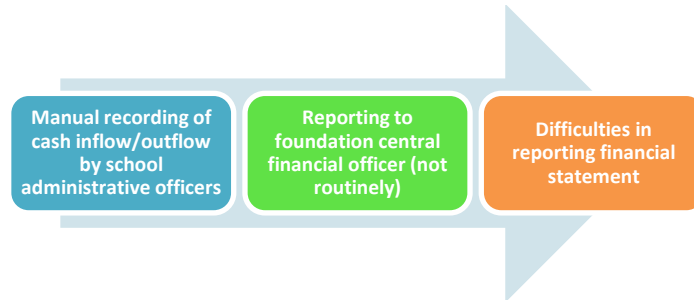 Manual recording of
cash inflow/outflow
by school
administrative officers
Reporting to
foundation central
financial officer (not
routinely)
Difficulties in
reporting financial
statement